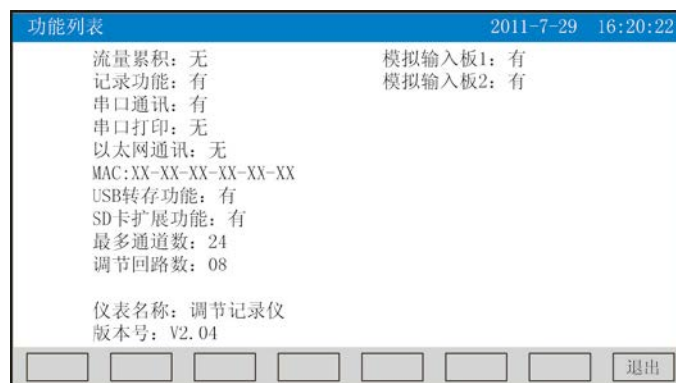 功能列表 2011-7-29 16:20:22
流量累积：无
记录功能：有
串口通讯：有
串口打印：无
以太网通讯：无
MAC:XX-XX-XX-XX-XX-XX
USB转存功能：有
SD卡扩展功能：有
最多通道数：24
调节回路数：08
仪表名称：调节记录仪
版本号：V2.04
模拟输入板1：有
模拟输入板2：有
退出